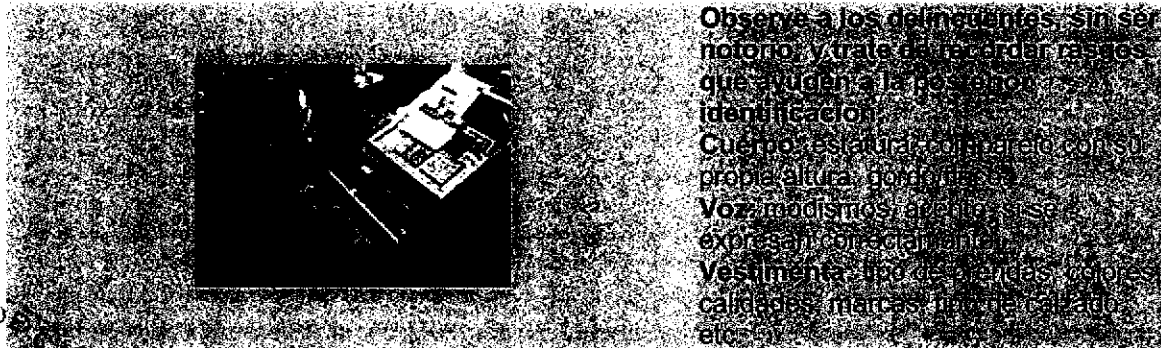 Observe a los delincuentes, sin ser
notorio, y trate de recordar rasgos
que ayuden a la posterior
identificación.
Cuerpo: estatura, comparelo con su
propia altura, gordo,
Voz: modismos, acento, si se
expresan correctamente.
Vestimenta: tipo de prendas, colores
calidades, marcas, tipo de calzado
etc.